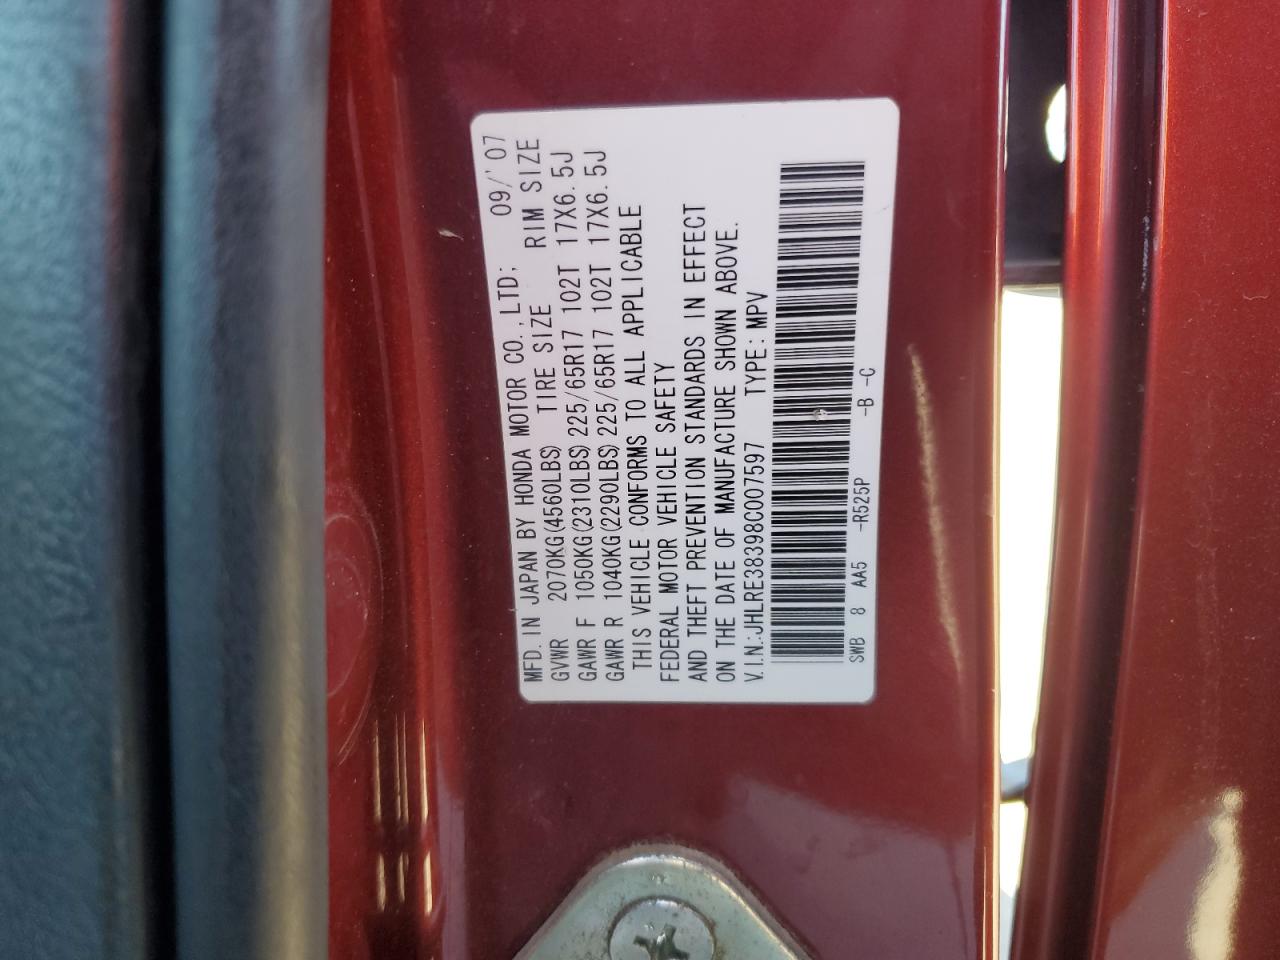 MFD. IN JAPAN BY HONDA MOTOR CO., LTD; 09/'07
GVWR 2070KG(4560LBS) TIRE SIZE RIM SIZE
GAWR F 1050KG(2310LBS) 225/65R17 102T 17X6.5J
GAWR R 1040KG(2290LBS) 225/65R17 102T 17X6.5J
THIS VEHICLE CONFORMS TO ALL APPLICABLE
FEDERAL MOTOR VEHICLE SAFETY
AND THEFT PREVENTION STANDARDS IN EFFECT
ON THE DATE OF MANUFACTURE SHOWN ABOVE.
V.I.N.:JHLRE38398C007597 TYPE: MPV
SWB 8 AA5 -R525P -B -C